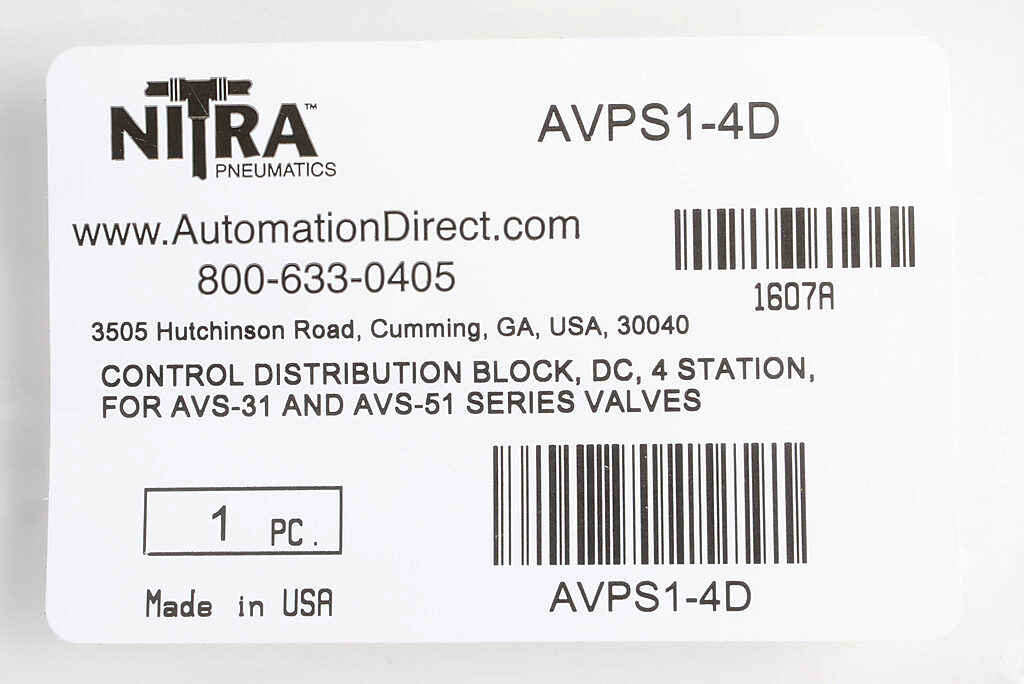 NITRA™
PNEUMATICS
AVPS1-4D
www.AutomationDirect.com
800-633-0405
1607A
3505 Hutchinson Road, Cumming, GA, USA, 30040
CONTROL DISTRIBUTION BLOCK, DC, 4 STATION,
FOR AVS-31 AND AVS-51 SERIES VALVES
1 PC.
Made in USA
AVPS1-4D